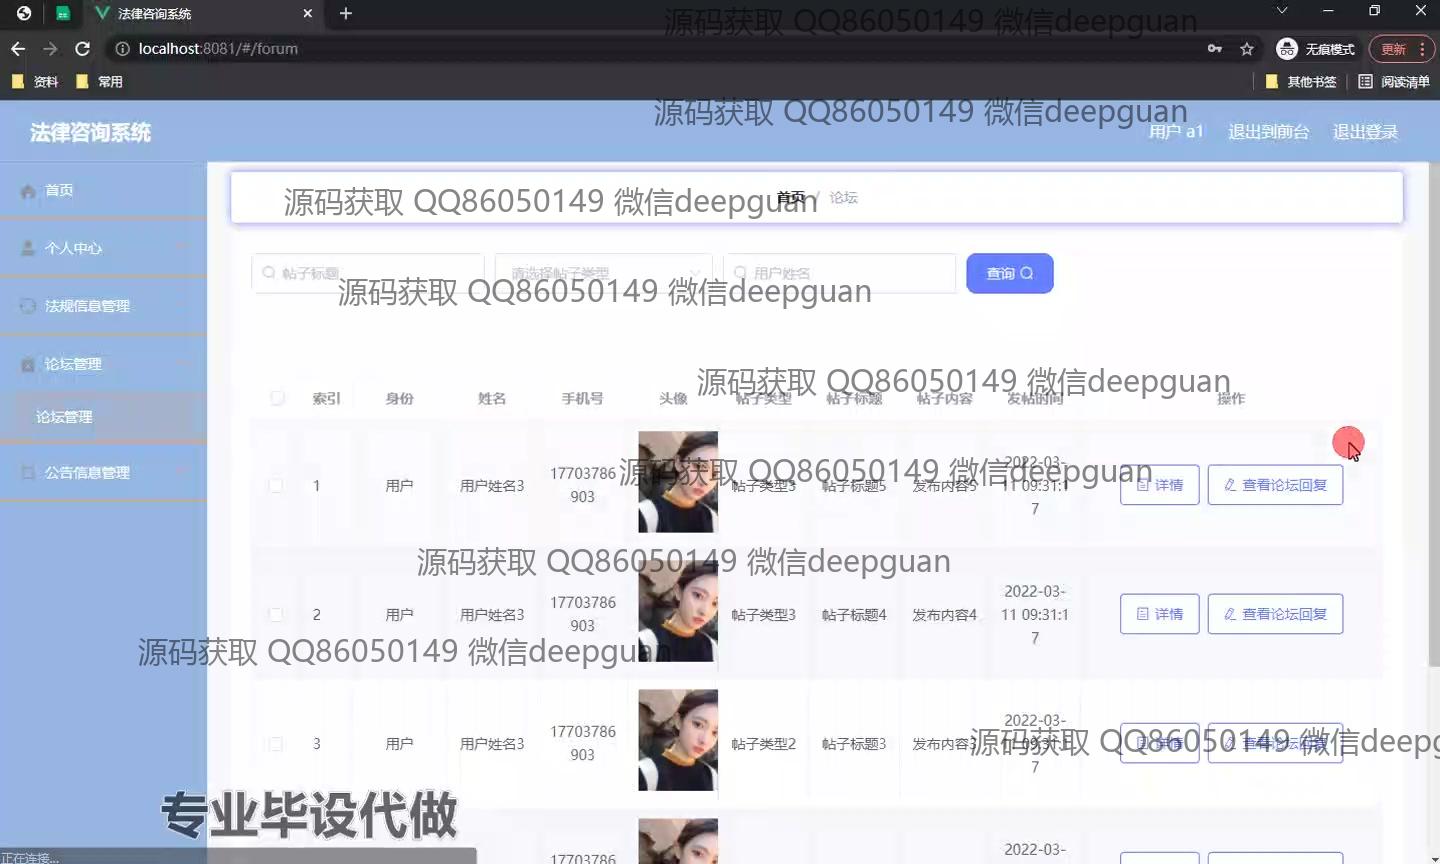 法律咨询系统
源码获取 QQ86050149 微信deepguan
localhost:8081/#/forum
无痕模式
更新
资料
常用
其他书签
阅读清单
源码获取 QQ86050149 微信deepguan
法律咨询系统
用户 a1
退出到前台
退出登录
首页
源码获取 QQ86050149 微信deepguan
首页 / 论坛
个人中心
帖子标题
请选择帖子类型
用户姓名
查询
源码获取 QQ86050149 微信deepguan
法规信息管理
论坛管理
论坛管理
公告信息管理
源码获取 QQ86050149 微信deepguan
索引 身份 姓名 手机号 头像 帖子类型 帖子标题 帖子内容 发帖时间 操作
源码获取 QQ86050149 微信deepguan
1 用户 用户姓名3 17703786903 帖子类型3 帖子标题5 发布内容5 2022-03-11 09:31:17 详情 查看论坛回复
源码获取 QQ86050149 微信deepguan
2 用户 用户姓名3 17703786903 帖子类型3 帖子标题4 发布内容4 2022-03-11 09:31:17 详情 查看论坛回复
源码获取 QQ86050149 微信deepguan
3 用户 用户姓名3 17703786903 帖子类型2 帖子标题3 发布内容3 2022-03-11 09:31:17 详情 查看论坛回复
源码获取 QQ86050149 微信deepg
专业毕设代做
17703786
2022-03-
正在连接...